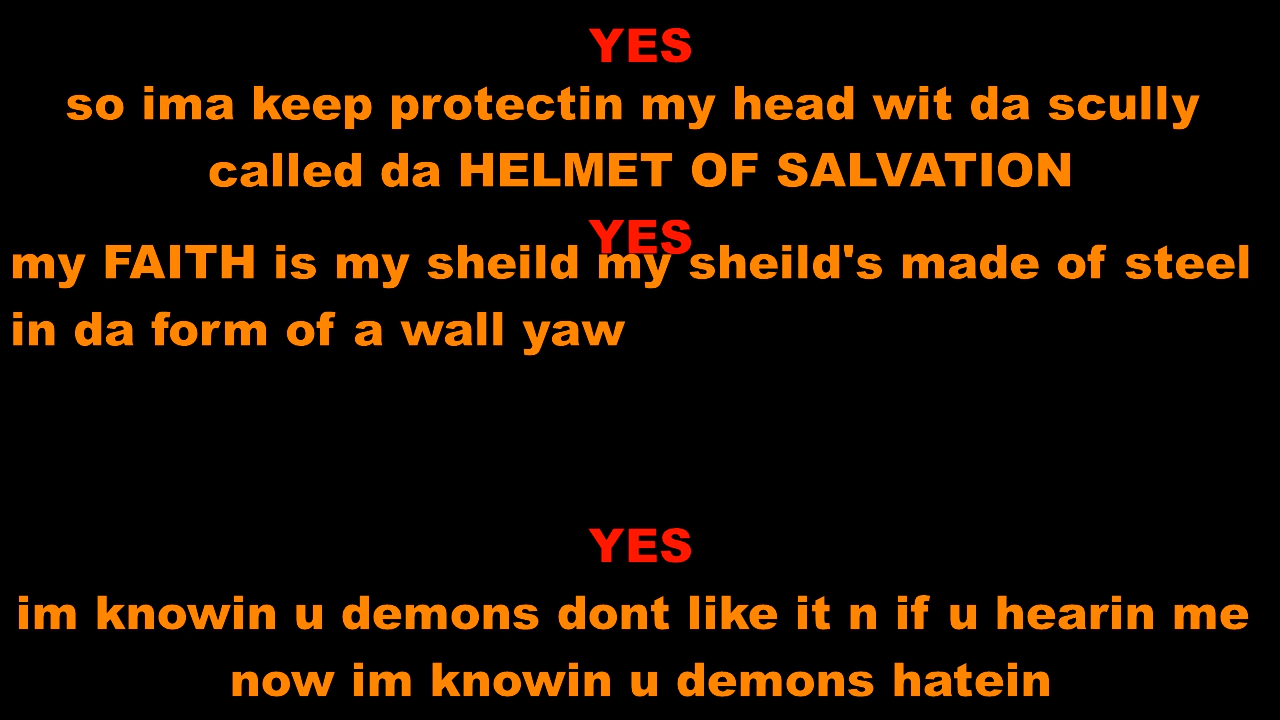 YES
so ima keep protectin my head wit da scully
called da HELMET OF SALVATION
YES
my FAITH is my sheild my sheild's made of steel
in da form of a wall yaw
YES
im knowin u demons dont like it n if u hearin me
now im knowin u demons hatein